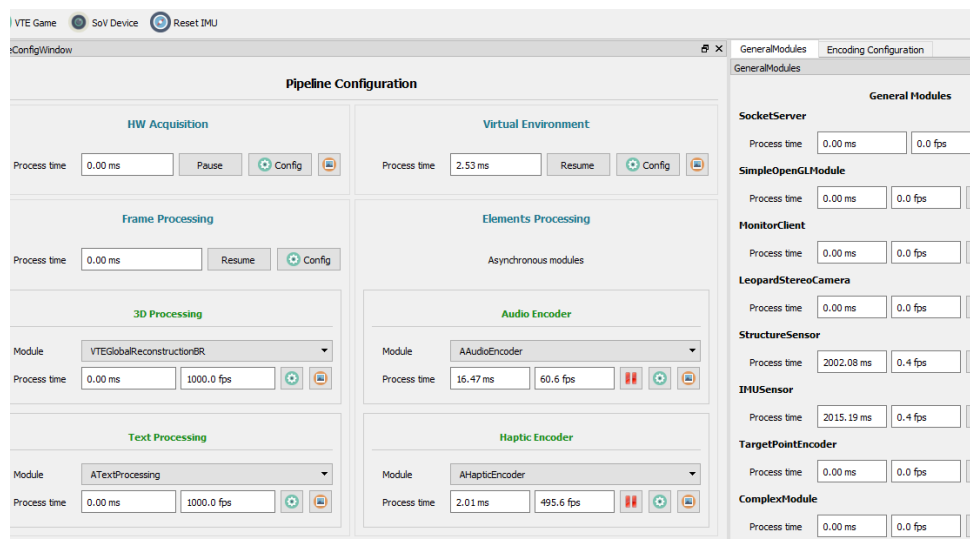 VTE Game SoV Device Reset IMU
eConfigWindow
Pipeline Configuration
HW Acquisition
Process time 0.00 ms Pause Config
Virtual Environment
Process time 2.53 ms Resume Config
Frame Processing
Process time 0.00 ms Resume Config
Elements Processing
Asynchronous modules
3D Processing
Module VTEGlobalReconstructionBR
Process time 0.00 ms 1000.0 fps
Audio Encoder
Module AAudioEncoder
Process time 16.47 ms 60.6 fps
Text Processing
Module ATextProcessing
Process time 0.00 ms 1000.0 fps
Haptic Encoder
Module AHapticEncoder
Process time 2.01 ms 495.6 fps
GeneralModules Encoding Configuration
GeneralModules
General Modules
SocketServer
Process time 0.00 ms 0.0 fps
SimpleOpenGLModule
Process time 0.00 ms 0.0 fps
MonitorClient
Process time 0.00 ms 0.0 fps
LeopardStereoCamera
Process time 0.00 ms 0.0 fps
StructureSensor
Process time 2002.08 ms 0.4 fps
IMUSensor
Process time 2015.19 ms 0.4 fps
TargetPointEncoder
Process time 0.00 ms 0.0 fps
ComplexModule
Process time 0.00 ms 0.0 fps